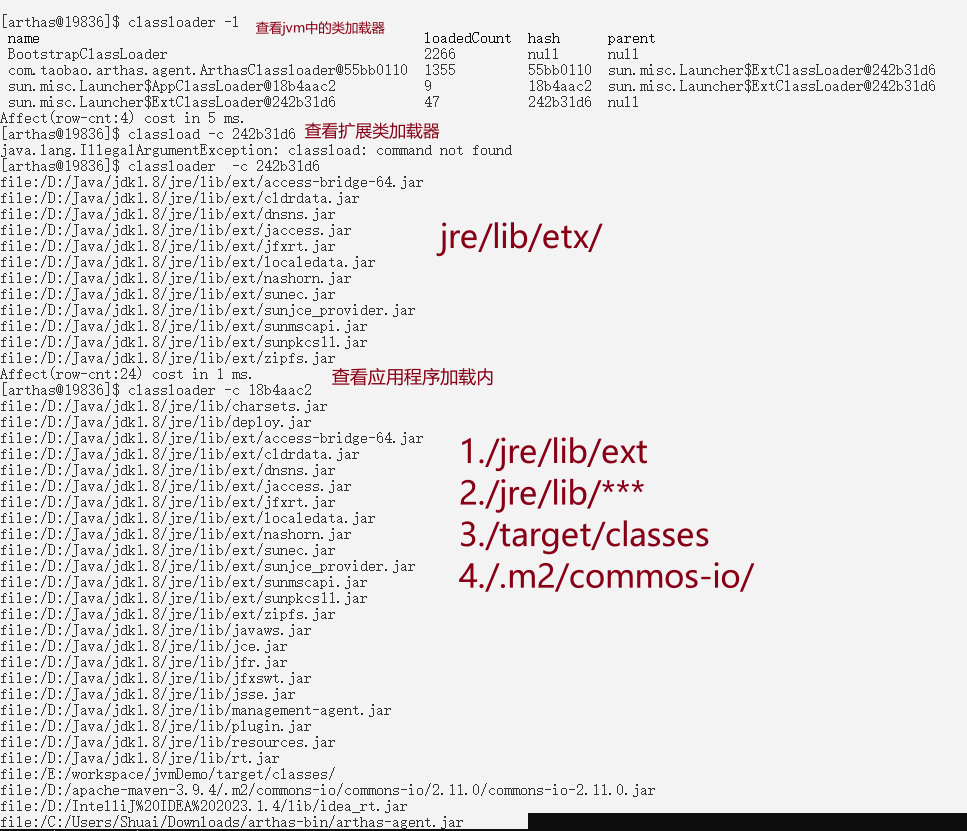 [arthas@19836]$ classloader -l 查看jvm中的类加载器
name loadedCount hash parent
BootstrapClassLoader 2266 null null
com.taobao.arthas.agent.ArthasClassloader@55bb0110 1355 55bb0110 sun.misc.Launcher$ExtClassLoader@242b31d6
sun.misc.Launcher$AppClassLoader@18b4aac2 9 18b4aac2 sun.misc.Launcher$ExtClassLoader@242b31d6
sun.misc.Launcher$ExtClassLoader@242b31d6 47 242b31d6 null
Affect(row-cnt:4) cost in 5 ms.
[arthas@19836]$ classload -c 242b31d6 查看扩展类加载器
java.lang.IllegalArgumentException: classload: command not found
[arthas@19836]$ classloader  -c 242b31d6
file:/D:/Java/jdk1.8/jre/lib/ext/access-bridge-64.jar
file:/D:/Java/jdk1.8/jre/lib/ext/cldrdata.jar
file:/D:/Java/jdk1.8/jre/lib/ext/dnsns.jar
file:/D:/Java/jdk1.8/jre/lib/ext/jaccess.jar
jre/lib/etx/
file:/D:/Java/jdk1.8/jre/lib/ext/jfxrt.jar
file:/D:/Java/jdk1.8/jre/lib/ext/localedata.jar
file:/D:/Java/jdk1.8/jre/lib/ext/nashorn.jar
file:/D:/Java/jdk1.8/jre/lib/ext/sunec.jar
file:/D:/Java/jdk1.8/jre/lib/ext/sunjce_provider.jar
file:/D:/Java/jdk1.8/jre/lib/ext/sunmscapi.jar
file:/D:/Java/jdk1.8/jre/lib/ext/sunpkcs11.jar
file:/D:/Java/jdk1.8/jre/lib/ext/zipfs.jar
Affect(row-cnt:24) cost in 1 ms.
查看应用程序加载内
[arthas@19836]$ classloader -c 18b4aac2
file:/D:/Java/jdk1.8/jre/lib/charsets.jar
file:/D:/Java/jdk1.8/jre/lib/deploy.jar
file:/D:/Java/jdk1.8/jre/lib/ext/access-bridge-64.jar
file:/D:/Java/jdk1.8/jre/lib/ext/cldrdata.jar
1./jre/lib/ext
file:/D:/Java/jdk1.8/jre/lib/ext/dnsns.jar
file:/D:/Java/jdk1.8/jre/lib/ext/jaccess.jar
2./jre/lib/***
file:/D:/Java/jdk1.8/jre/lib/ext/jfxrt.jar
file:/D:/Java/jdk1.8/jre/lib/ext/localedata.jar
file:/D:/Java/jdk1.8/jre/lib/ext/nashorn.jar
3./target/classes
file:/D:/Java/jdk1.8/jre/lib/ext/sunec.jar
file:/D:/Java/jdk1.8/jre/lib/ext/sunjce_provider.jar
4./.m2/commos-io/
file:/D:/Java/jdk1.8/jre/lib/ext/sunmscapi.jar
file:/D:/Java/jdk1.8/jre/lib/ext/sunpkcs11.jar
file:/D:/Java/jdk1.8/jre/lib/ext/zipfs.jar
file:/D:/Java/jdk1.8/jre/lib/javaws.jar
file:/D:/Java/jdk1.8/jre/lib/jce.jar
file:/D:/Java/jdk1.8/jre/lib/jfr.jar
file:/D:/Java/jdk1.8/jre/lib/jfxswt.jar
file:/D:/Java/jdk1.8/jre/lib/jsse.jar
file:/D:/Java/jdk1.8/jre/lib/management-agent.jar
file:/D:/Java/jdk1.8/jre/lib/plugin.jar
file:/D:/Java/jdk1.8/jre/lib/resources.jar
file:/D:/Java/jdk1.8/jre/lib/rt.jar
file:/E:/workspace/jvmDemo/target/classes/
file:/D:/apache-maven-3.9.4/.m2/commons-io/commons-io/2.11.0/commons-io-2.11.0.jar
file:/D:/IntelliJ%20IDEA%202023.1.4/lib/idea_rt.jar
file:/C:/Users/Shuai/Downloads/arthas-bin/arthas-agent.jar